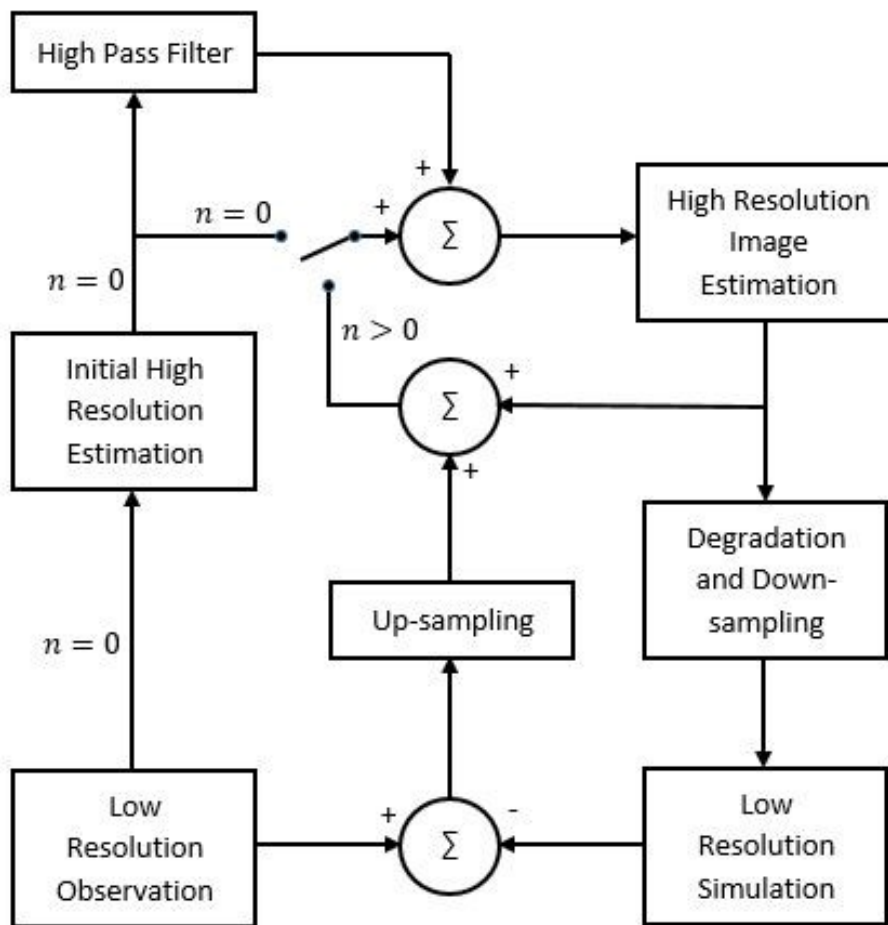 High Pass Filter
+
n = 0
+
∑
High Resolution
Image
Estimation
n = 0
n > 0
Initial High
Resolution
Estimation
+
∑
+
Degradation
and Down-
sampling
Up-sampling
n = 0
Low
Resolution
Observation
+
∑
-
Low
Resolution
Simulation